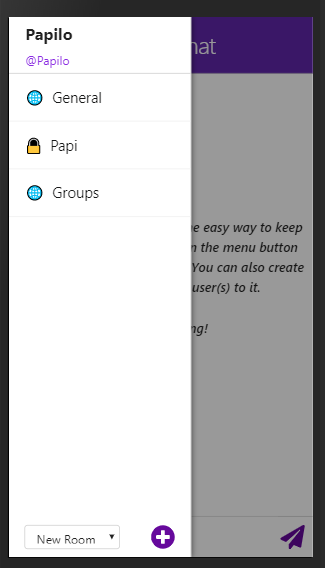 Papilo
@Papilo
General
Papi
Groups
New Room
hat
e easy way to keep
n the menu button
You can also create
user(s) to it.
ng!